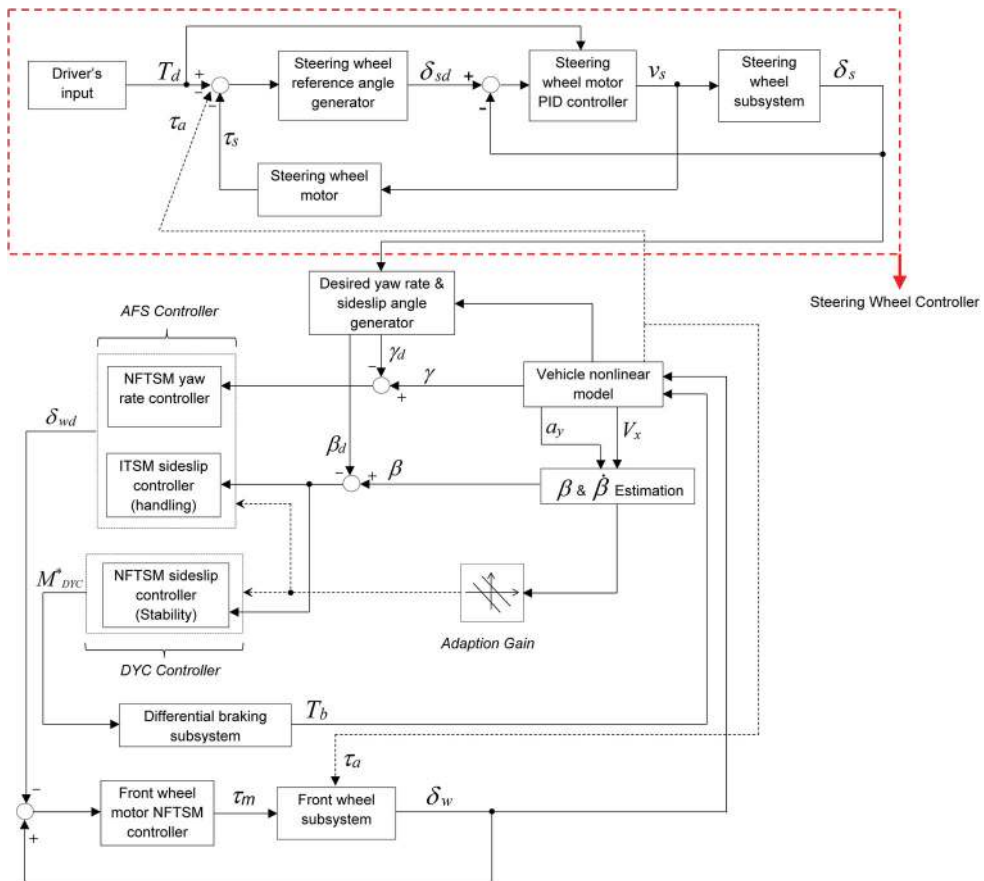 Driver's
input
T_d
+
−
−
τ_a
τ_s
Steering wheel
reference angle
generator
δ_sd
+
-
Steering
wheel motor
PID controller
v_s
Steering
wheel
subsystem
δ_s
Steering wheel
motor
Steering Wheel Controller
Desired yaw rate &
sideslip angle
generator
AFS Controller
γ_d
−
+
γ
NFTSM yaw
rate controller
Vehicle nonlinear
model
δ_wd
a_y
V_x
β_d
−
+
β
ITSM sideslip
controller
(handling)
β & β̇ Estimation
M*_DYC
NFTSM sideslip
controller
(Stability)
Adaption Gain
DYC Controller
Differential braking
subsystem
T_b
τ_a
−
+
Front wheel
motor NFTSM
controller
τ_m
Front wheel
subsystem
δ_w